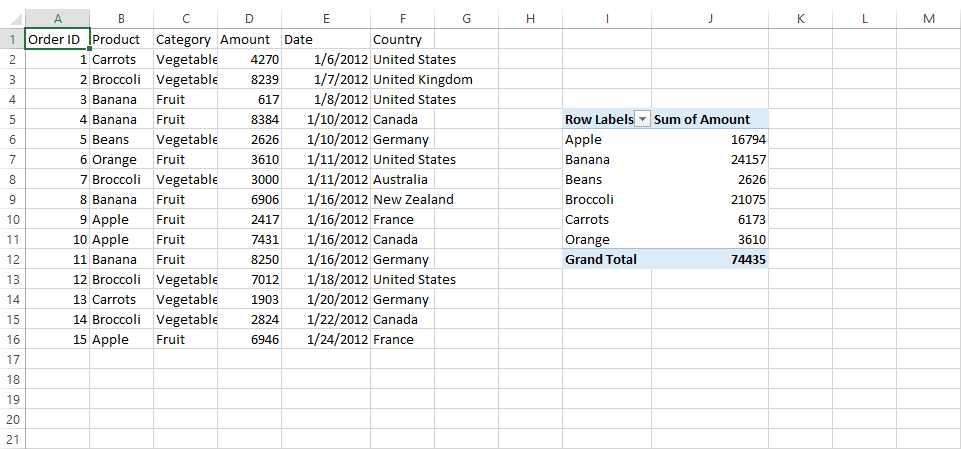 A B C D E F G H I J K L M
1 Order ID Product Category Amount Date Country
2 1 Carrots Vegetable 4270 1/6/2012 United States
3 2 Broccoli Vegetable 8239 1/7/2012 United Kingdom
4 3 Banana Fruit 617 1/8/2012 United States
5 4 Banana Fruit 8384 1/10/2012 Canada Row Labels Sum of Amount
6 5 Beans Vegetable 2626 1/10/2012 Germany Apple 16794
7 6 Orange Fruit 3610 1/11/2012 United States Banana 24157
8 7 Broccoli Vegetable 3000 1/11/2012 Australia Beans 2626
9 8 Banana Fruit 6906 1/16/2012 New Zealand Broccoli 21075
10 9 Apple Fruit 2417 1/16/2012 France Carrots 6173
11 10 Apple Fruit 7431 1/16/2012 Canada Orange 3610
12 11 Banana Fruit 8250 1/16/2012 Germany Grand Total 74435
13 12 Broccoli Vegetable 7012 1/18/2012 United States
14 13 Carrots Vegetable 1903 1/20/2012 Germany
15 14 Broccoli Vegetable 2824 1/22/2012 Canada
16 15 Apple Fruit 6946 1/24/2012 France
17
18
19
20
21